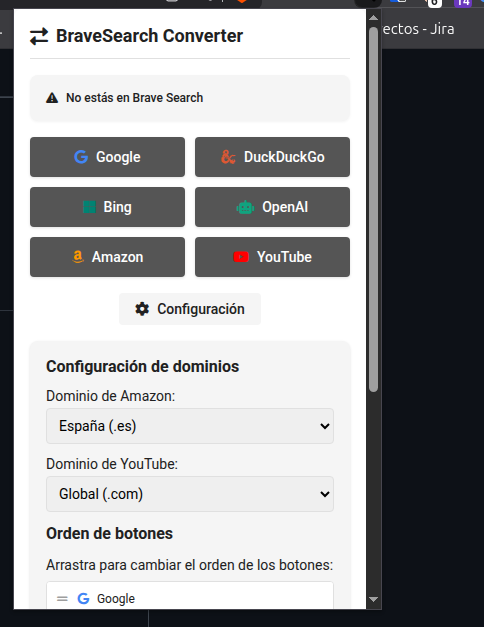 BraveSearch Converter
ectos - Jira
No estás en Brave Search
Google
DuckDuckGo
Bing
OpenAI
Amazon
YouTube
Configuración
Configuración de dominios
Dominio de Amazon:
España (.es)
Dominio de YouTube:
Global (.com)
Orden de botones
Arrastra para cambiar el orden de los botones:
Google